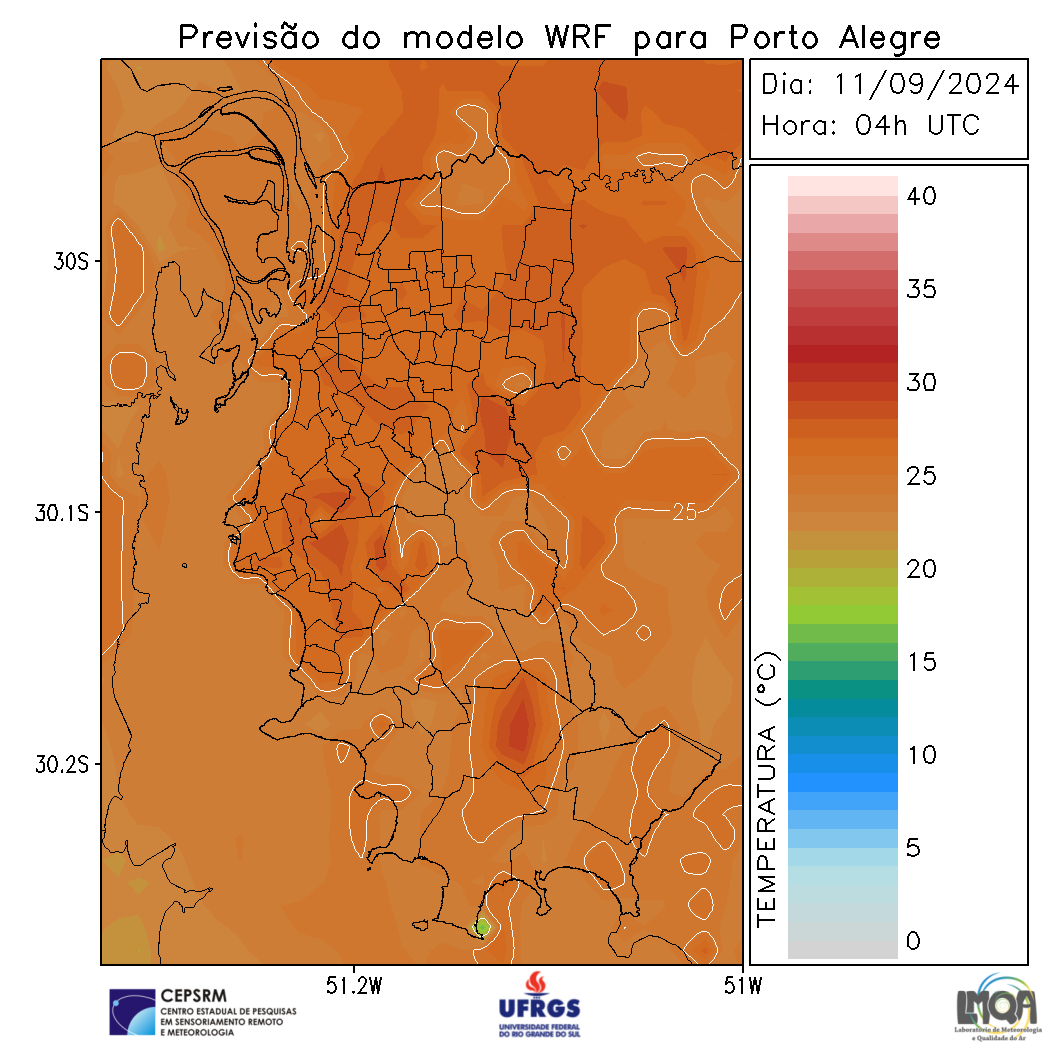 Previsão do modelo WRF para Porto Alegre
Dia: 11/09/2024
Hora: 04h UTC
40
35
30
25
20
15
10
5
0
TEMPERATURA (°C)
30S
30.1S
30.2S
25
51.2W
51W
CEPSRM
CENTRO ESTADUAL DE PESQUISAS
EM SENSORIAMENTO REMOTO
E METEOROLOGIA
UFRGS
UNIVERSIDADE FEDERAL
DO RIO GRANDE DO SUL
LMQA
Laboratório de Meteorologia
e Qualidade do Ar